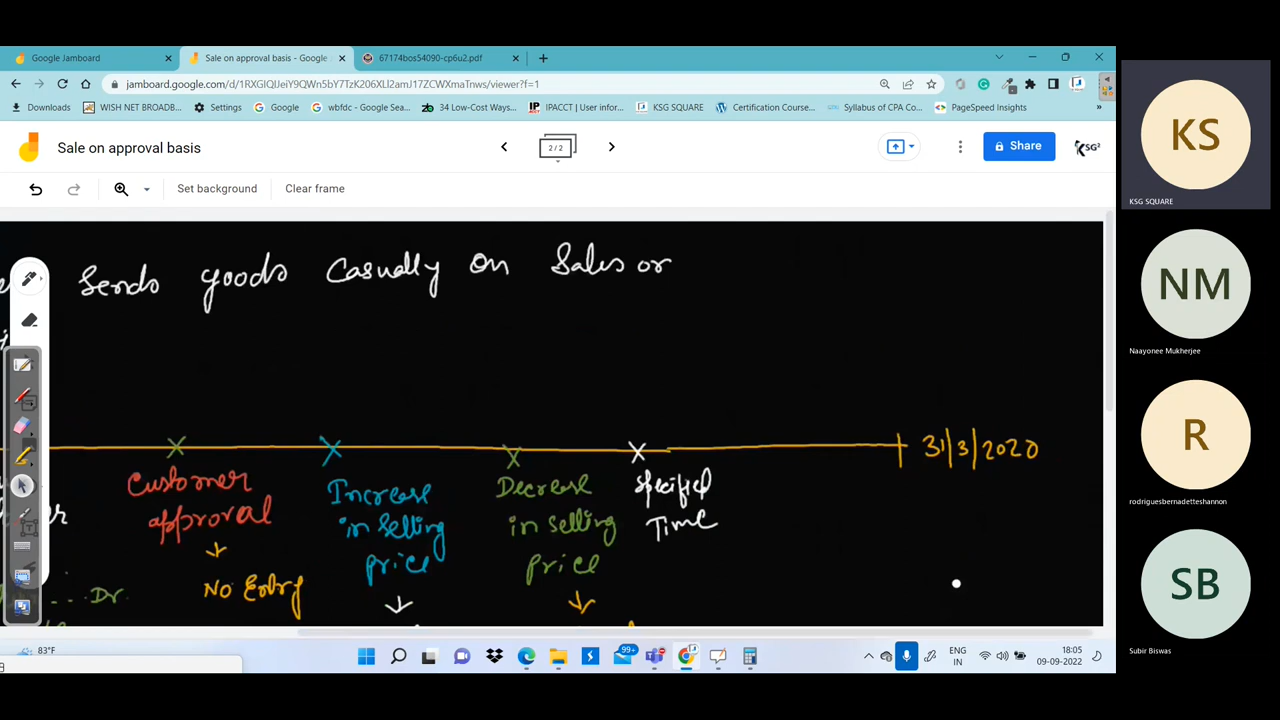 Google Jamboard
Sale on approval basis - Google
67174bos54090-cp6u2.pdf
jamboard.google.com/d/1RXGlQIJeiY9QWn5bY7TzK206XLl2amJ17ZCWXmaTnws/viewer?f=1
Downloads
WISH NET BROADB...
Settings
Google
wbfdc - Google Sea...
34 Low-Cost Ways...
IPACCT | User infor...
KSG SQUARE
Certification Course...
Syllabus of CPA Co...
PageSpeed Insights
Sale on approval basis
2 / 2
Share
KSG²
Set background
Clear frame
Sends goods Casually on Sales or
31/3/2020
Customer
approval
No Entry
Increase
in Selling
price
Decrease
in selling
price
Specified
Time
... Dr.
83°F
99+
ENG
IN
18:05
09-09-2022
KS
KSG SQUARE
NM
Naayonee Mukherjee
R
rodriguesbernadetteshannon
SB
Subir Biswas